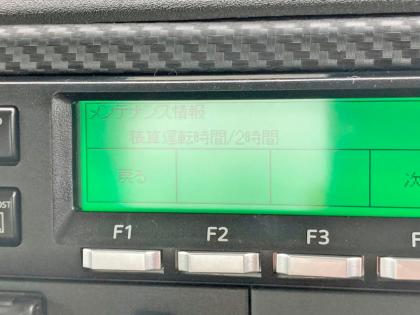 メンテナンス情報
積算運転時間/2時間
戻る 次
F1 F2 F3 F
OST